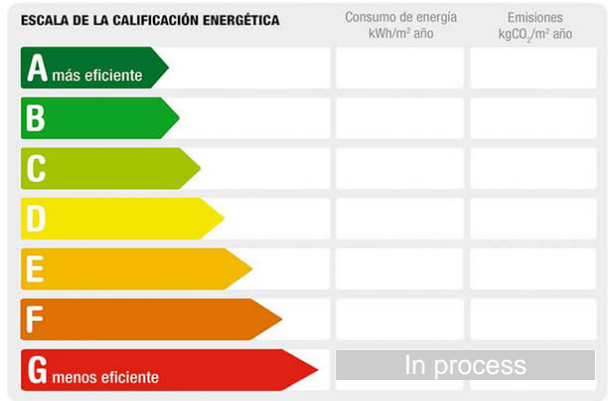 ESCALA DE LA CALIFICACIÓN ENERGÉTICA
Consumo de energía
kWh/m² año
Emisiones
kgCO₂/m² año
A más eficiente
B
C
D
E
F
G menos eficiente
In process